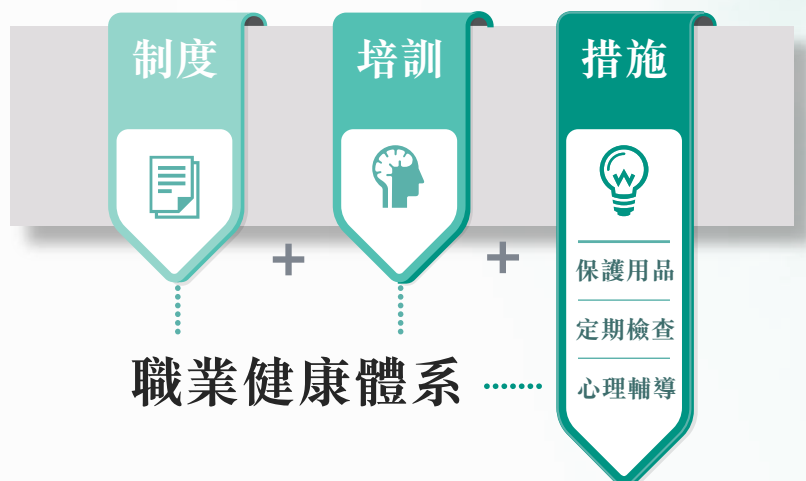 制度
培訓
措施
+
+
保護用品
定期檢查
心理輔導
職業健康體系